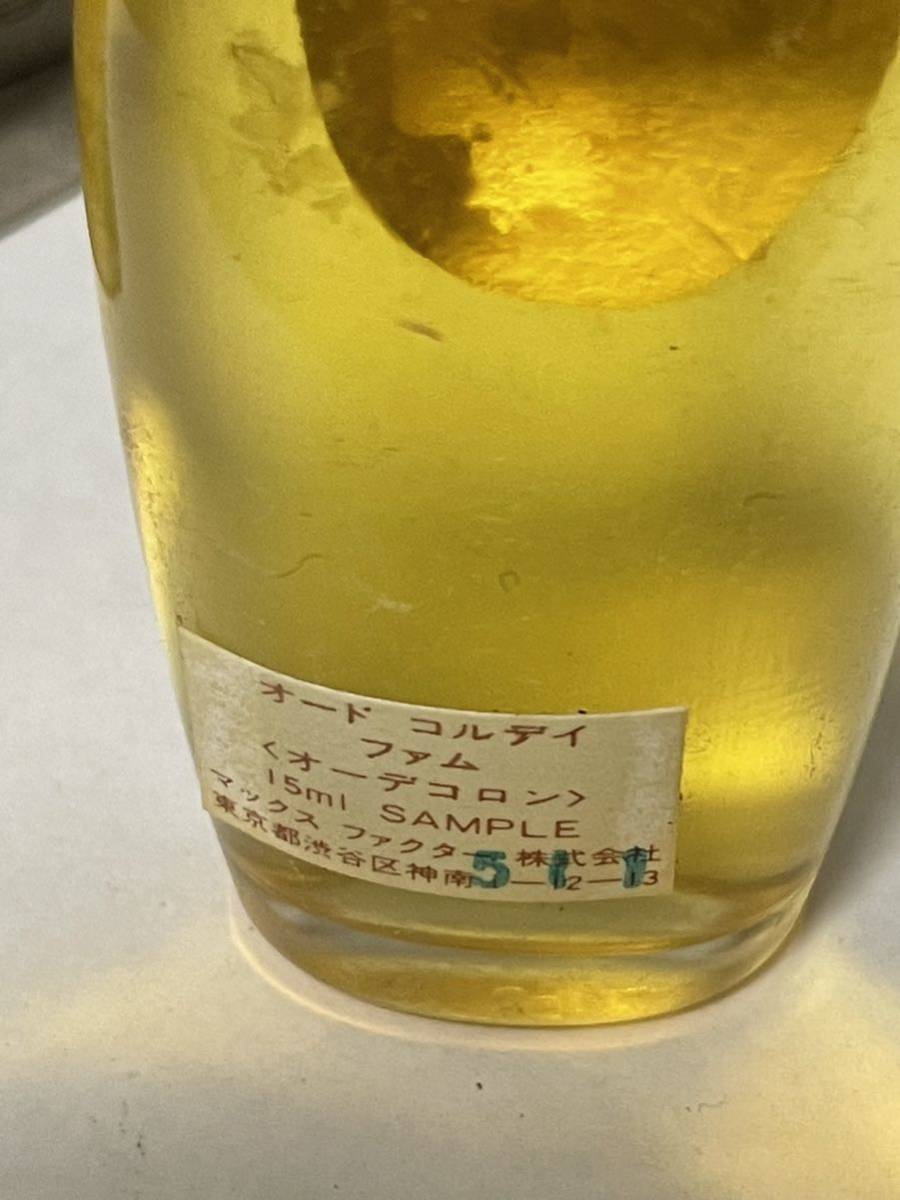 オード コルデイ
ファム
<オーデコロン>
15ml SAMPLE
マックス ファクター 株式会社
東京都渋谷区神南1-12-13